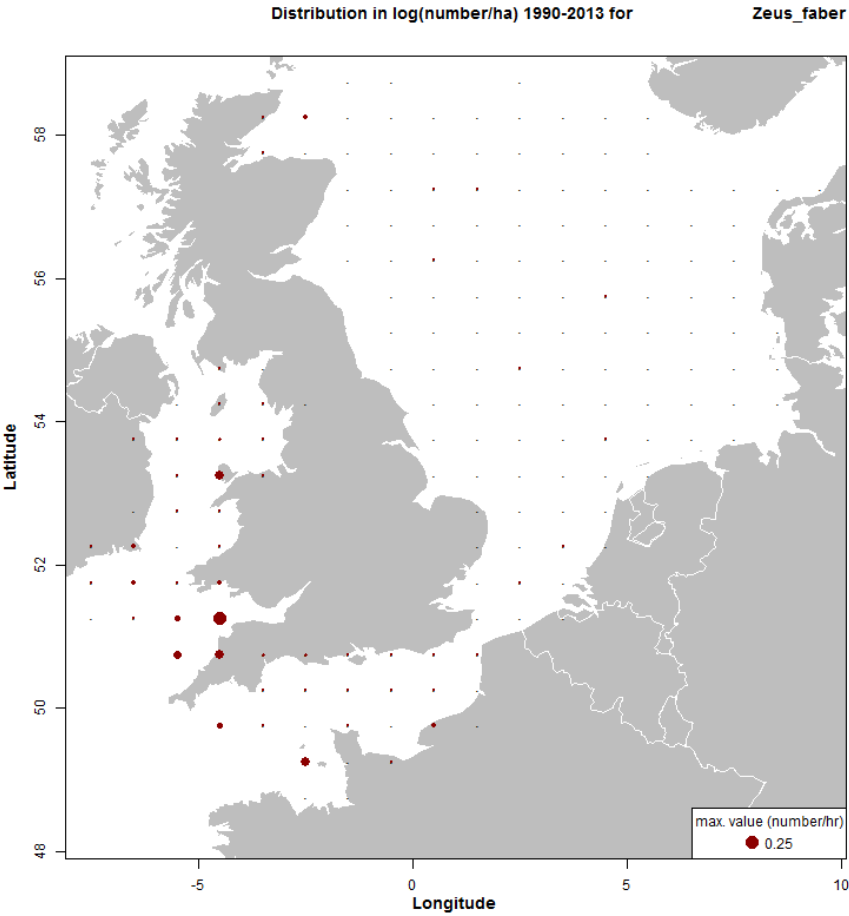 Distribution in log(number/ha) 1990-2013 for Zeus_faber
58
56
54
52
50
48
Latitude
max. value (number/hr)
0.25
-5 0 5 10
Longitude